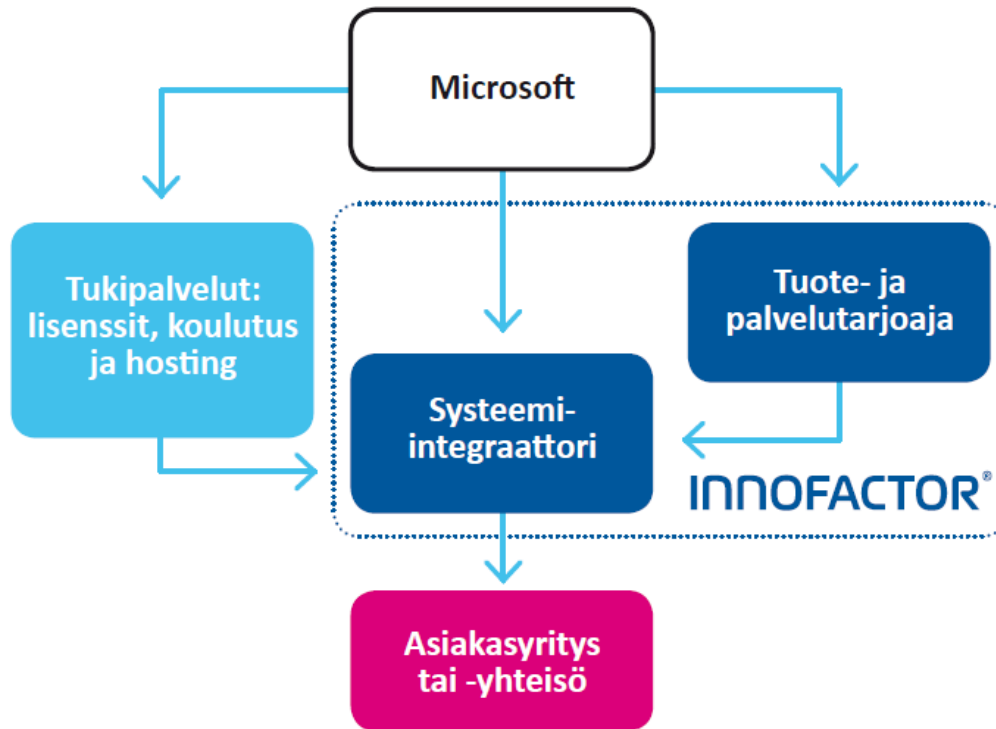 Microsoft
Tukipalvelut:
lisenssit, koulutus
ja hosting
Tuote- ja
palvelutarjoaja
Systeemi-
integraattori
INNOFACTOR®
Asiakasyritys
tai -yhteisö